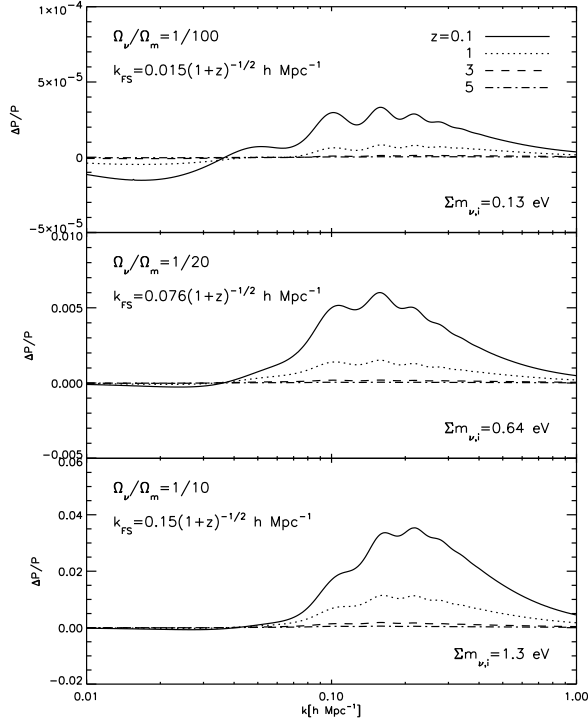 1×10⁻⁴
Ω_ν/Ω_m=1/100
z=0.1
1
k_FS=0.015(1+z)^{-1/2} h Mpc⁻¹
3
5
5×10⁻⁵
ΔP/P
0
Σm_{ν,i}=0.13 eV
−5×10⁻⁵
0.010
Ω_ν/Ω_m=1/20
k_FS=0.076(1+z)^{-1/2} h Mpc⁻¹
0.005
ΔP/P
0.000
Σm_{ν,i}=0.64 eV
−0.005
0.06
Ω_ν/Ω_m=1/10
k_FS=0.15(1+z)^{-1/2} h Mpc⁻¹
0.04
ΔP/P
0.02
0.00
Σm_{ν,i}=1.3 eV
−0.02
0.01 0.10 1.00
k[h Mpc⁻¹]